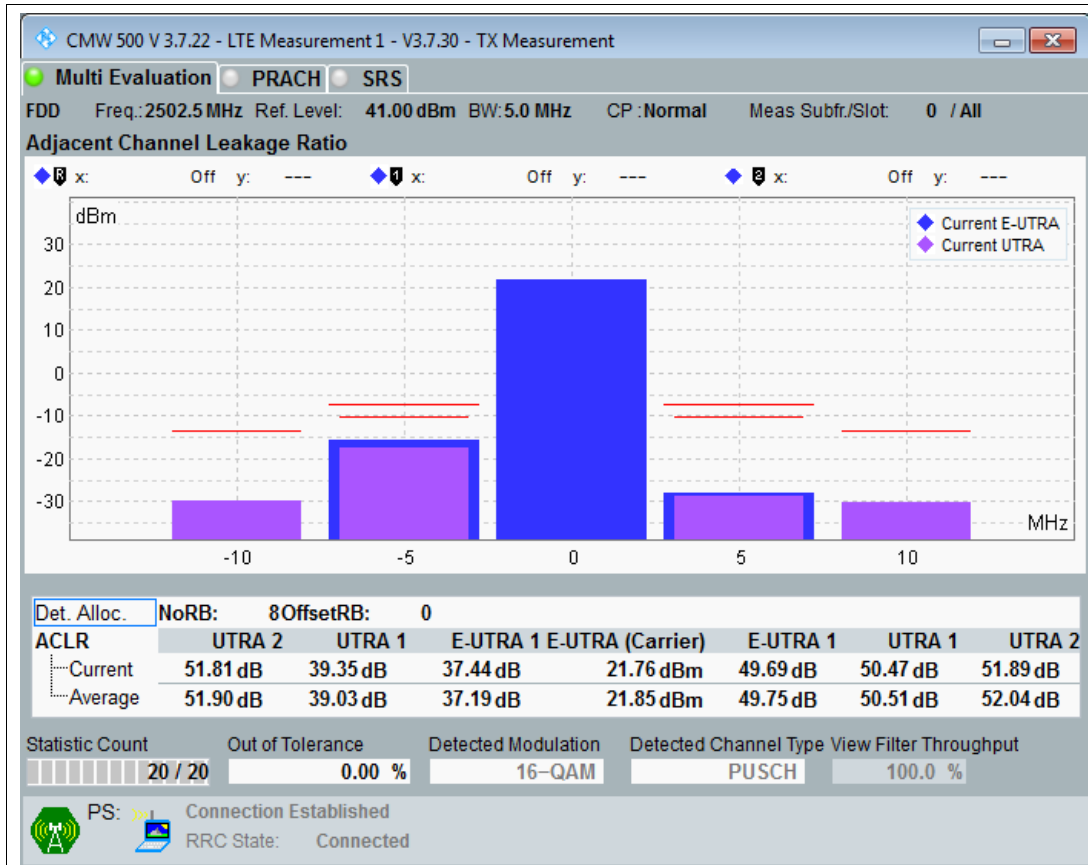 CMW 500 V 3.7.22 - LTE Measurement 1 - V3.7.30 - TX Measurement
Multi Evaluation PRACH SRS
FDD Freq.: 2502.5 MHz Ref. Level: 41.00 dBm BW: 5.0 MHz CP : Normal Meas Subfr./Slot: 0 / All
Adjacent Channel Leakage Ratio
R x: Off y: --- 1 x: Off y: --- 2 x: Off y: ---
dBm
Current E-UTRA
Current UTRA
30
20
10
0
-10
-20
-30
MHz
-10 -5 0 5 10
Det. Alloc. NoRB: 8 OffsetRB: 0
ACLR UTRA 2 UTRA 1 E-UTRA 1 E-UTRA (Carrier) E-UTRA 1 UTRA 1 UTRA 2
Current 51.81 dB 39.35 dB 37.44 dB 21.76 dBm 49.69 dB 50.47 dB 51.89 dB
Average 51.90 dB 39.03 dB 37.19 dB 21.85 dBm 49.75 dB 50.51 dB 52.04 dB
Statistic Count Out of Tolerance Detected Modulation Detected Channel Type View Filter Throughput
20 / 20 0.00 % 16-QAM PUSCH 100.0 %
PS: Connection Established
RRC State: Connected